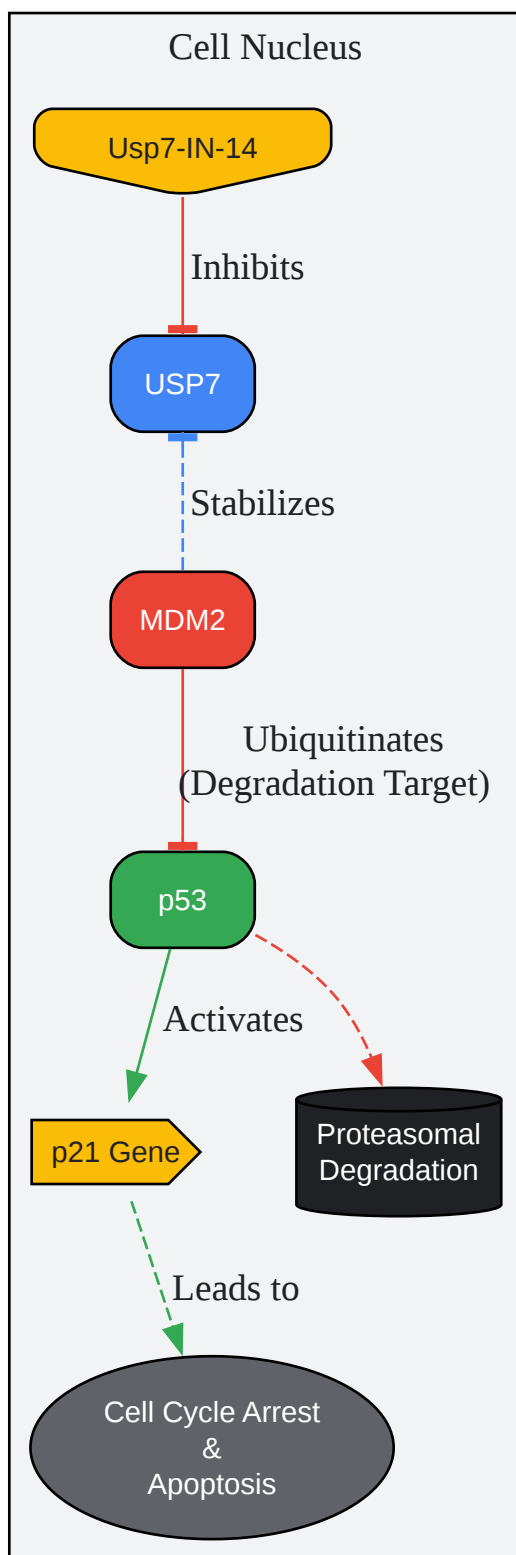 Cell Nucleus
Usp7-IN-14
Inhibits
USP7
Stabilizes
MDM2
Ubiquitinates
(Degradation Target)
p53
Activates
p21 Gene
Proteasomal
Degradation
Leads to
Cell Cycle Arrest
&
Apoptosis